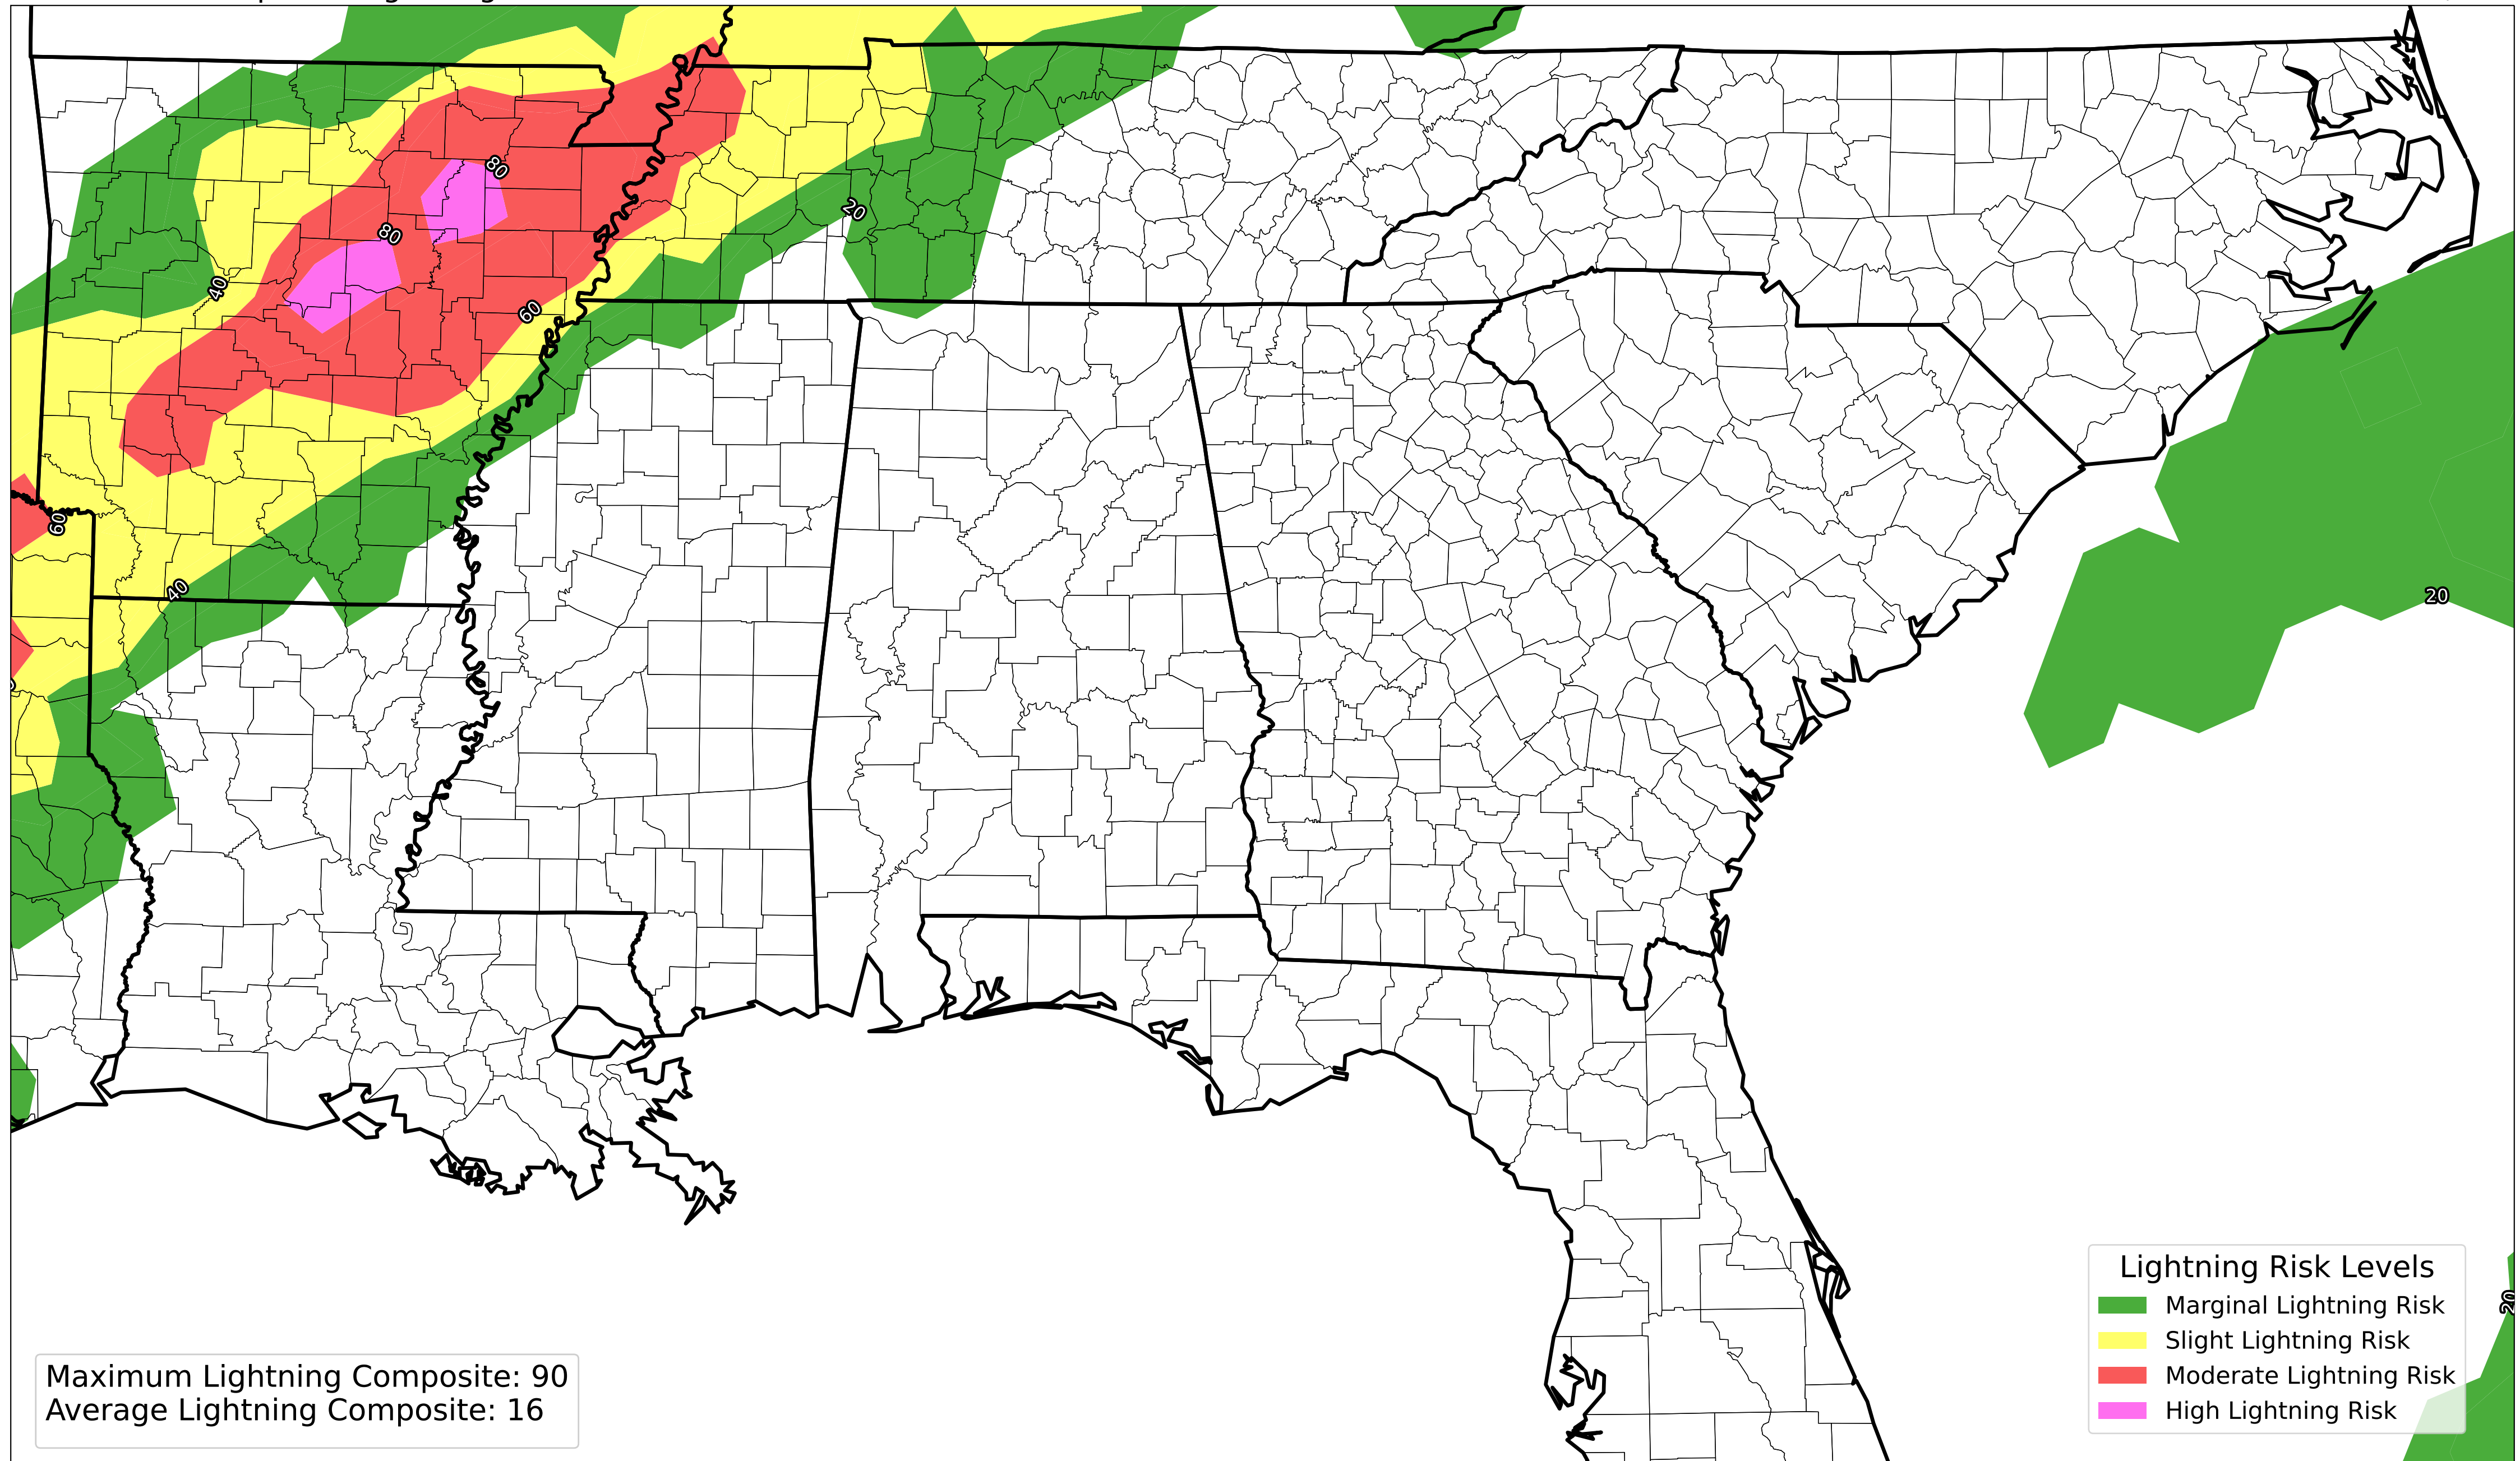 80
80
20
40
60
60
40
20
20
Lightning Risk Levels
Marginal Lightning Risk
Slight Lightning Risk
Moderate Lightning Risk
High Lightning Risk
Maximum Lightning Composite: 90
Average Lightning Composite: 16